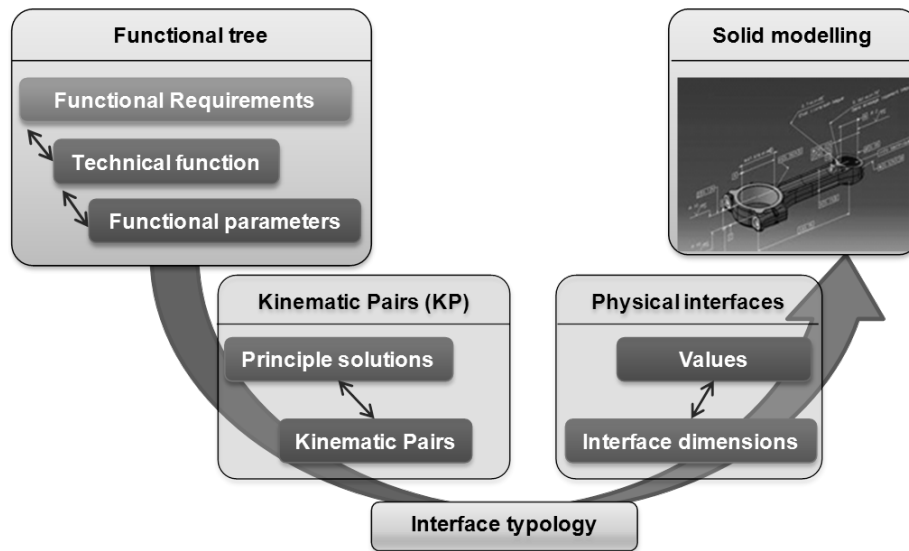 Functional tree
Functional Requirements
Technical function
Functional parameters
Kinematic Pairs (KP)
Principle solutions
Kinematic Pairs
Interface typology
Physical interfaces
Values
Interface dimensions
Solid modelling